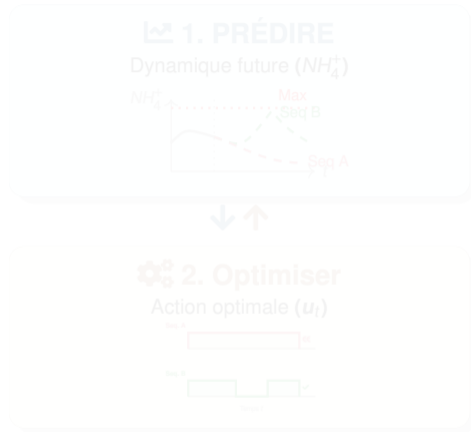 1. PRÉDIRE
Dynamique future (NH₄⁺)
NH₄⁺
Max
Seq B
Seq A
2. Optimiser
Action optimale (uₜ)